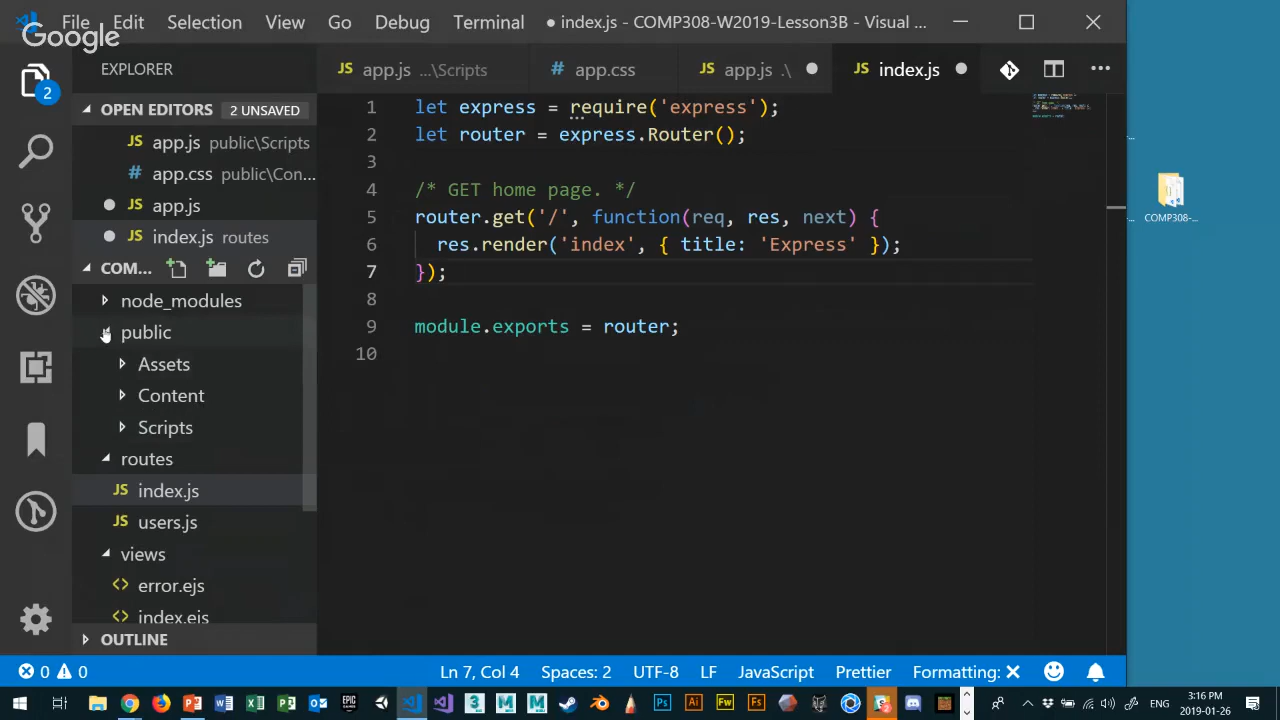 File Edit Selection View Go Debug Terminal ● index.js - COMP308-W2019-Lesson3B - Visual ...
Google
EXPLORER
JS app.js ...\Scripts # app.css JS app.js .\ JS index.js
2
OPEN EDITORS 2 UNSAVED
JS app.js public\Scripts
# app.css public\Con...
JS app.js
JS index.js routes
COM...
node_modules
public
Assets
Content
Scripts
routes
JS index.js
JS users.js
views
<> error.ejs
<> index.ejs
OUTLINE
1 let express = require('express');
2 let router = express.Router();
3
4 /* GET home page. */
5 router.get('/', function(req, res, next) {
6 res.render('index', { title: 'Express' });
7 });
8
9 module.exports = router;
10
COMP308-...
0 0 Ln 7, Col 4 Spaces: 2 UTF-8 LF JavaScript Prettier Formatting: ✕
ENG
3:16 PM
2019-01-26